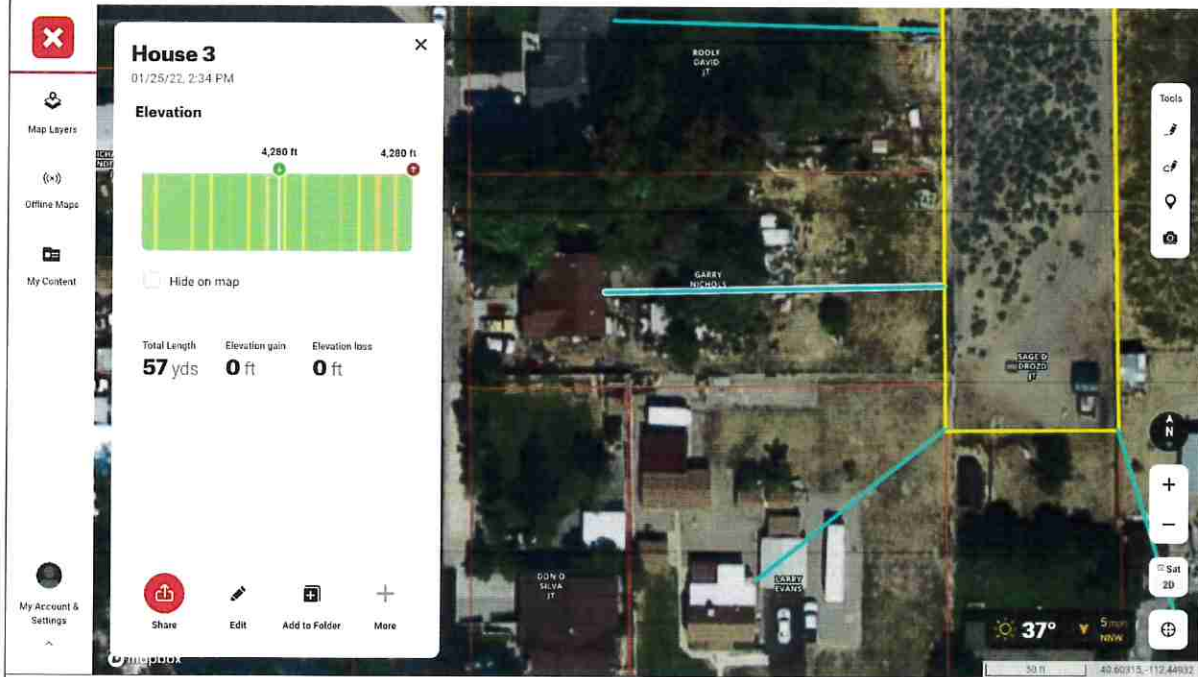 Map Layers
Offline Maps
My Content
My Account &
Settings
House 3
01/25/22, 2:34 PM
Elevation
4,280 ft
4,280 ft
Hide on map
Total Length
57 yds
Elevation gain
0 ft
Elevation loss
0 ft
Share
Edit
Add to Folder
More
mapbox
ROOLF
DAVID
JT
GARRY
NICHOLS
SAGE D
DROZD
JT
DON D
SILVA
JT
LARRY
EVANS
Tools
N
Sat
2D
37°
5 mph
NNW
50 ft
40.60315, -112.44932